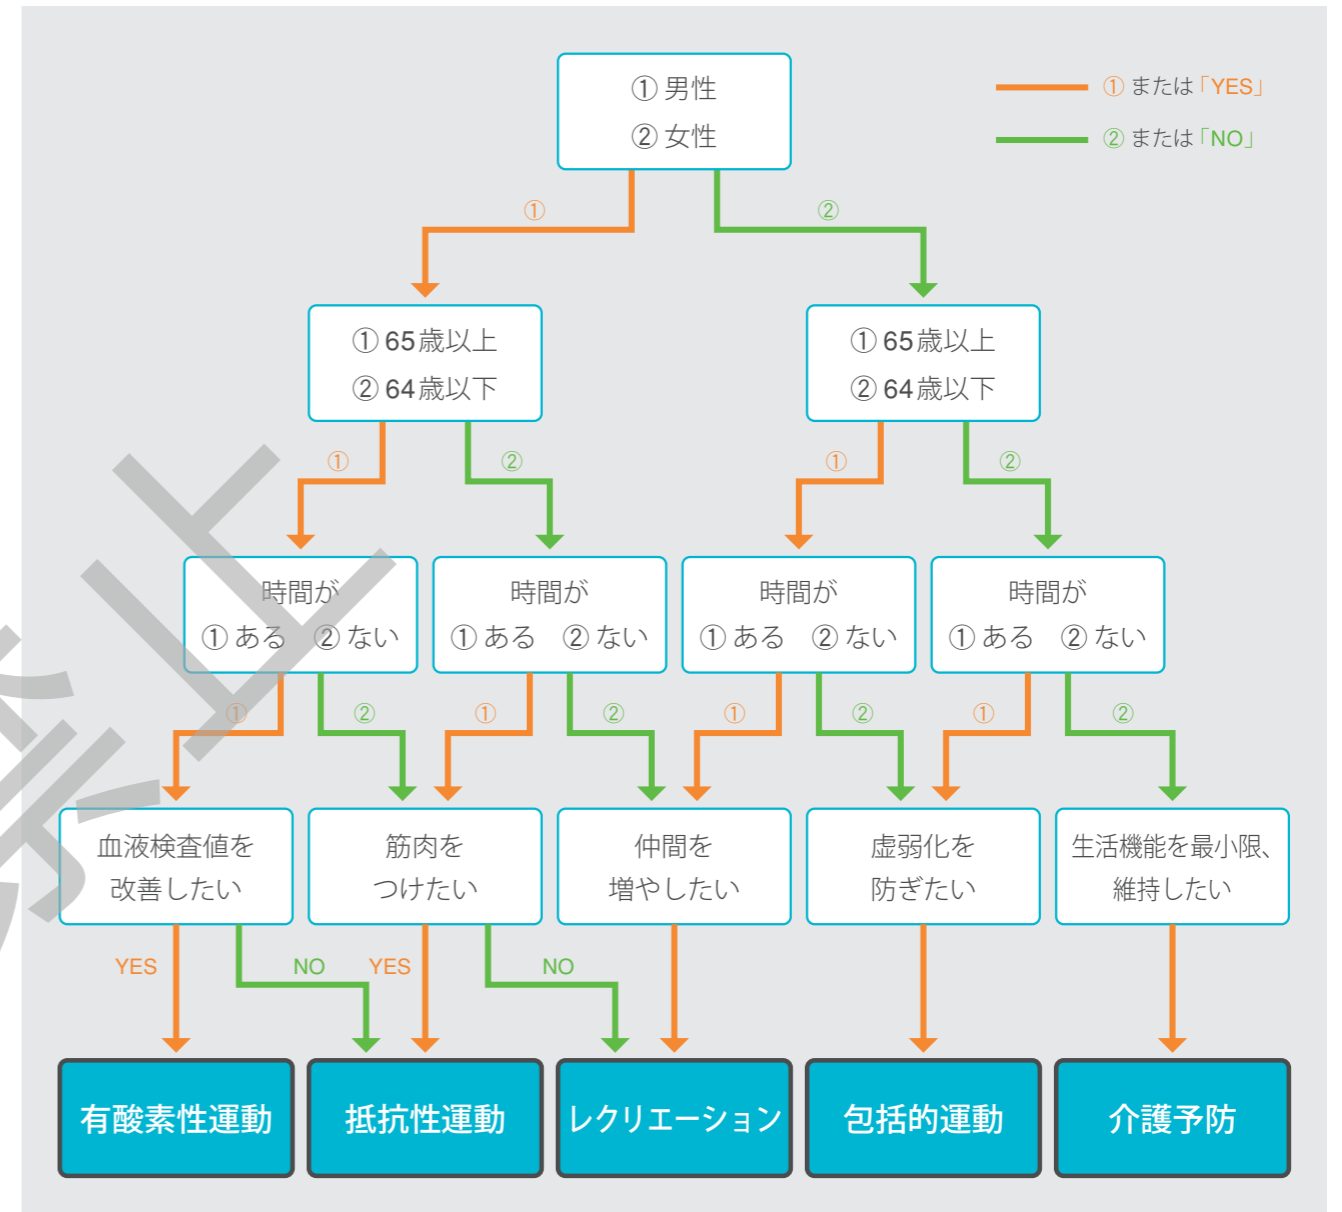 ① 男性
② 女性
① または「YES」
② または「NO」
①
②
① 65歳以上
② 64歳以下
① 65歳以上
② 64歳以下
①
②
①
②
時間が
① ある ② ない
時間が
① ある ② ない
時間が
① ある ② ない
時間が
① ある ② ない
①
②
①
②
①
②
①
②
血液検査値を
改善したい
筋肉を
つけたい
仲間を
増やしたい
虚弱化を
防ぎたい
生活機能を最小限、
維持したい
YES
NO
YES
NO
有酸素性運動
抵抗性運動
レクリエーション
包括的運動
介護予防
禁止